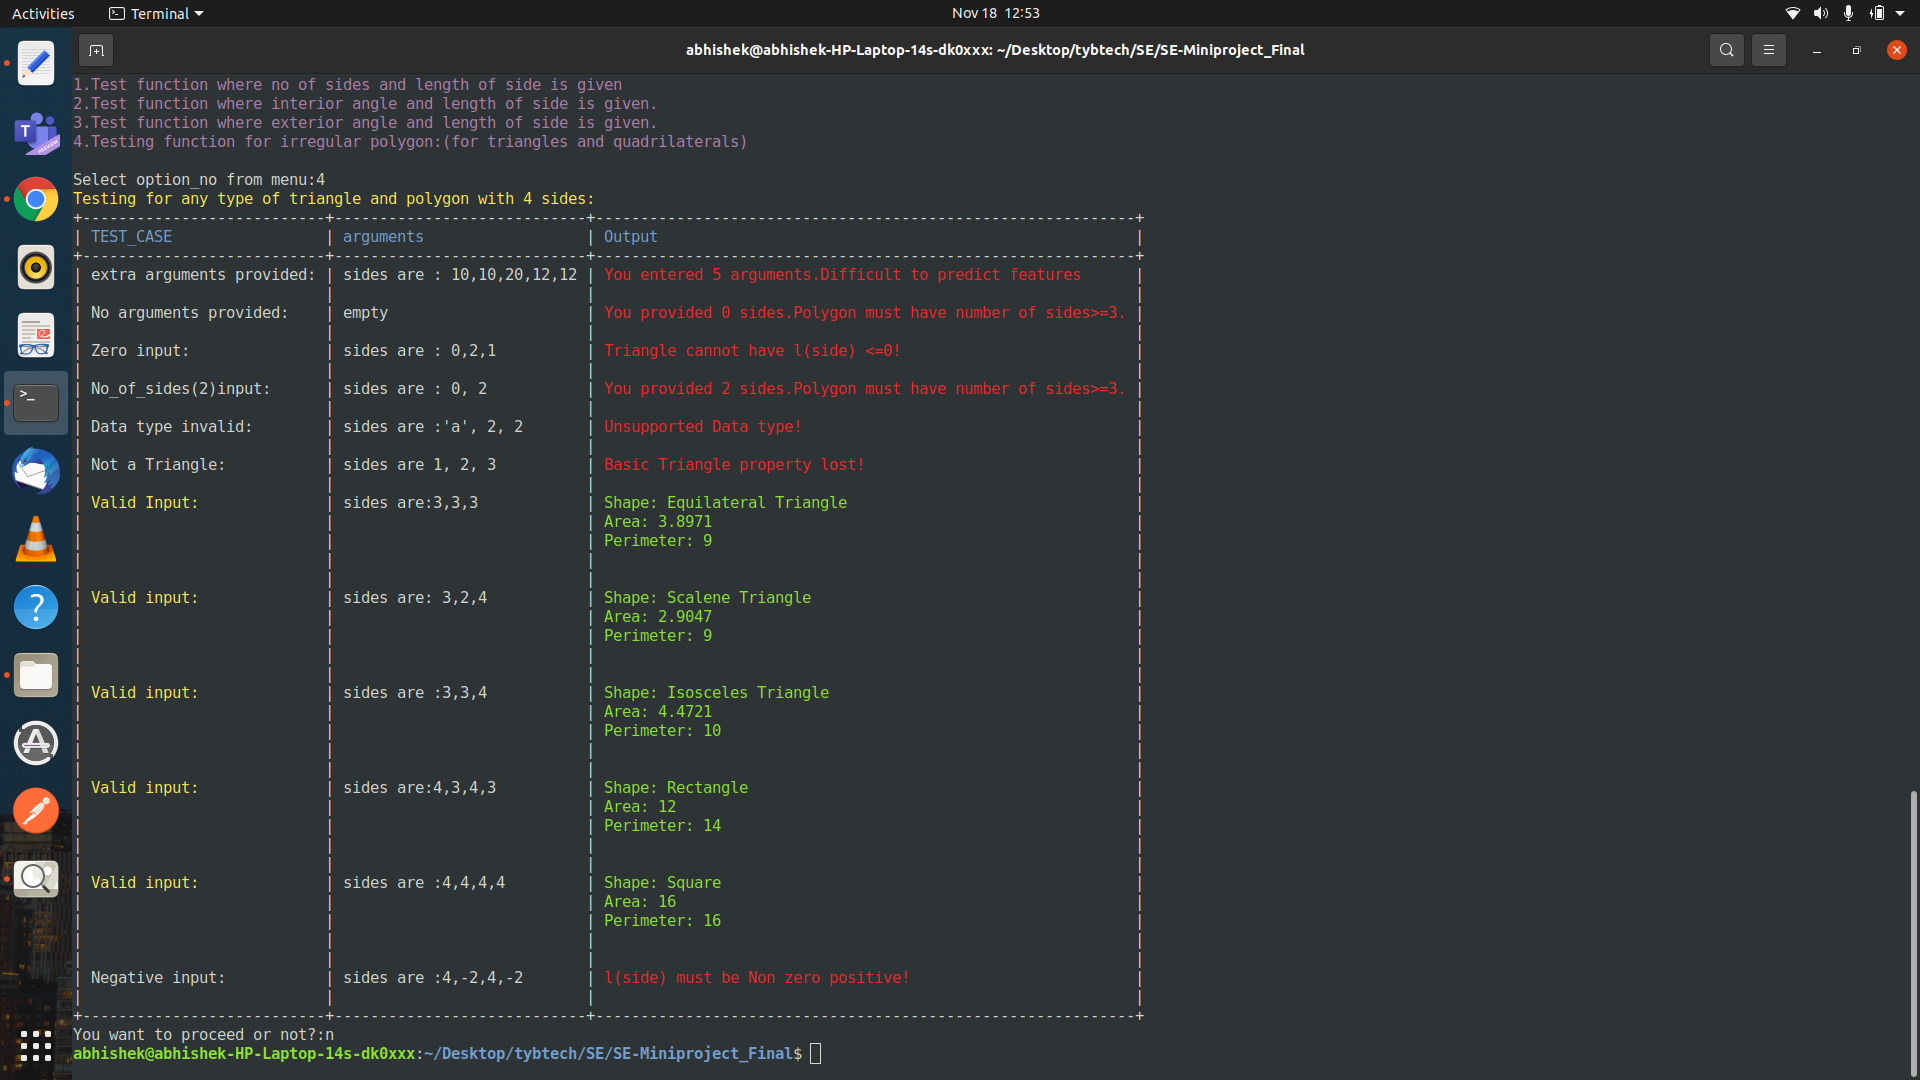 Activities Terminal Nov 18 12:53
abhishek@abhishek-HP-Laptop-14s-dk0xxx: ~/Desktop/tybtech/SE/SE-Miniproject_Final
1.Test function where no of sides and length of side is given
2.Test function where interior angle and length of side is given.
3.Test function where exterior angle and length of side is given.
4.Testing function for irregular polygon:(for triangles and quadrilaterals)
Select option_no from menu:4
Testing for any type of triangle and polygon with 4 sides:
+---------------------------+----------------------------+------------------------------------------------------------+
| TEST_CASE | arguments | Output |
+---------------------------+----------------------------+------------------------------------------------------------+
| extra arguments provided: | sides are : 10,10,20,12,12 | You entered 5 arguments.Difficult to predict features |
| No arguments provided: | empty | You provided 0 sides.Polygon must have number of sides>=3. |
| Zero input: | sides are : 0,2,1 | Triangle cannot have l(side) <=0! |
| No_of_sides(2)input: | sides are : 0, 2 | You provided 2 sides.Polygon must have number of sides>=3. |
| Data type invalid: | sides are :'a', 2, 2 | Unsupported Data type! |
| Not a Triangle: | sides are 1, 2, 3 | Basic Triangle property lost! |
| Valid Input: | sides are:3,3,3 | Shape: Equilateral Triangle |
| | | Area: 3.8971 |
| | | Perimeter: 9 |
| Valid input: | sides are: 3,2,4 | Shape: Scalene Triangle |
| | | Area: 2.9047 |
| | | Perimeter: 9 |
| Valid input: | sides are :3,3,4 | Shape: Isosceles Triangle |
| | | Area: 4.4721 |
| | | Perimeter: 10 |
| Valid input: | sides are:4,3,4,3 | Shape: Rectangle |
| | | Area: 12 |
| | | Perimeter: 14 |
| Valid input: | sides are :4,4,4,4 | Shape: Square |
| | | Area: 16 |
| | | Perimeter: 16 |
| Negative input: | sides are :4,-2,4,-2 | l(side) must be Non zero positive! |
+---------------------------+----------------------------+------------------------------------------------------------+
You want to proceed or not?:n
abhishek@abhishek-HP-Laptop-14s-dk0xxx:~/Desktop/tybtech/SE/SE-Miniproject_Final$